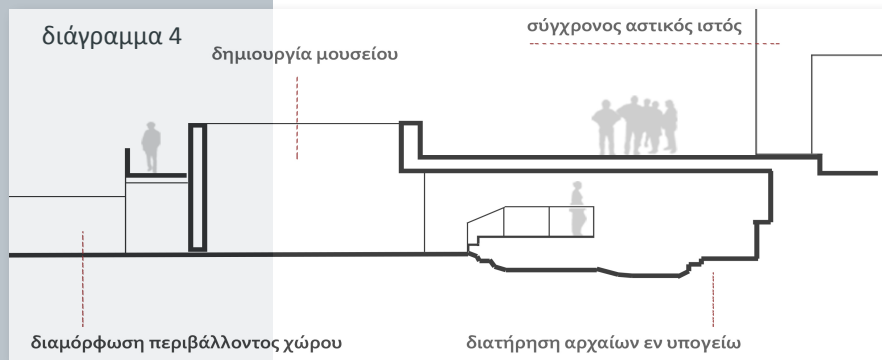 διάγραμμα 4
σύγχρονος αστικός ιστός
δημιουργία μουσείου
διαμόρφωση περιβάλλοντος χώρου
διατήρηση αρχαίων εν υπογείω